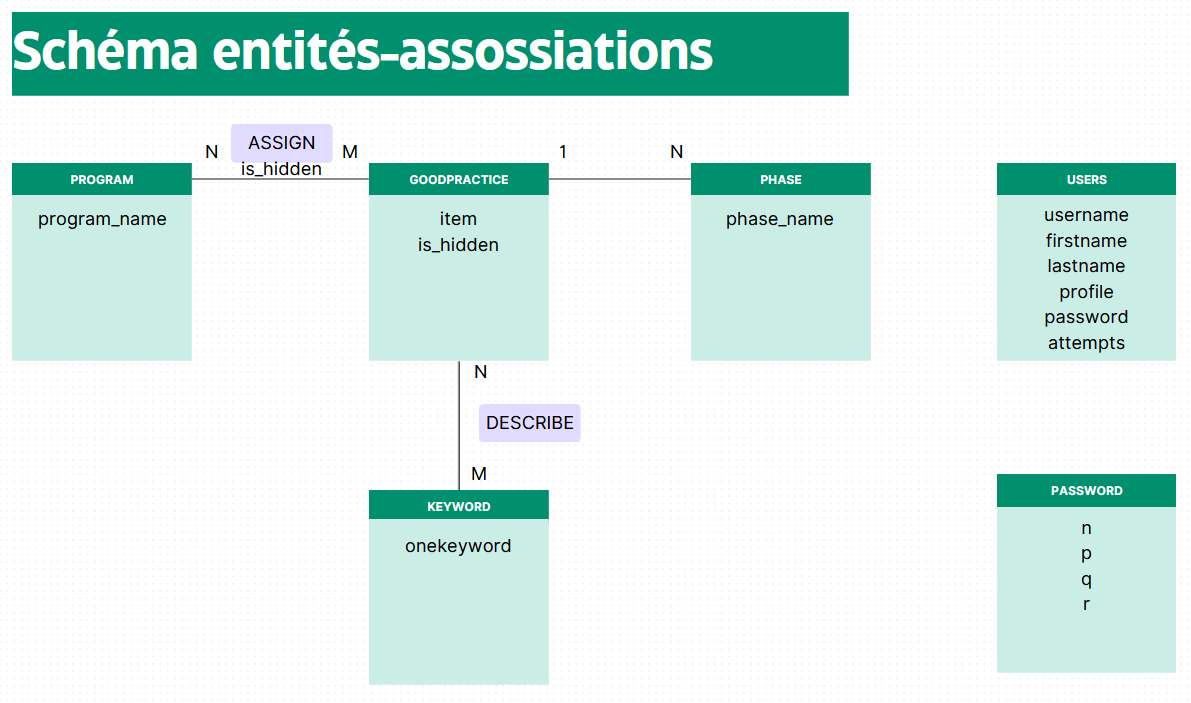 Schéma entités-assossiations
N
ASSIGN
M
is_hidden
1
N
PROGRAM
program_name
GOODPRACTICE
item
is_hidden
PHASE
phase_name
USERS
username
firstname
lastname
profile
password
attempts
N
DESCRIBE
M
KEYWORD
onekeyword
PASSWORD
n
p
q
r